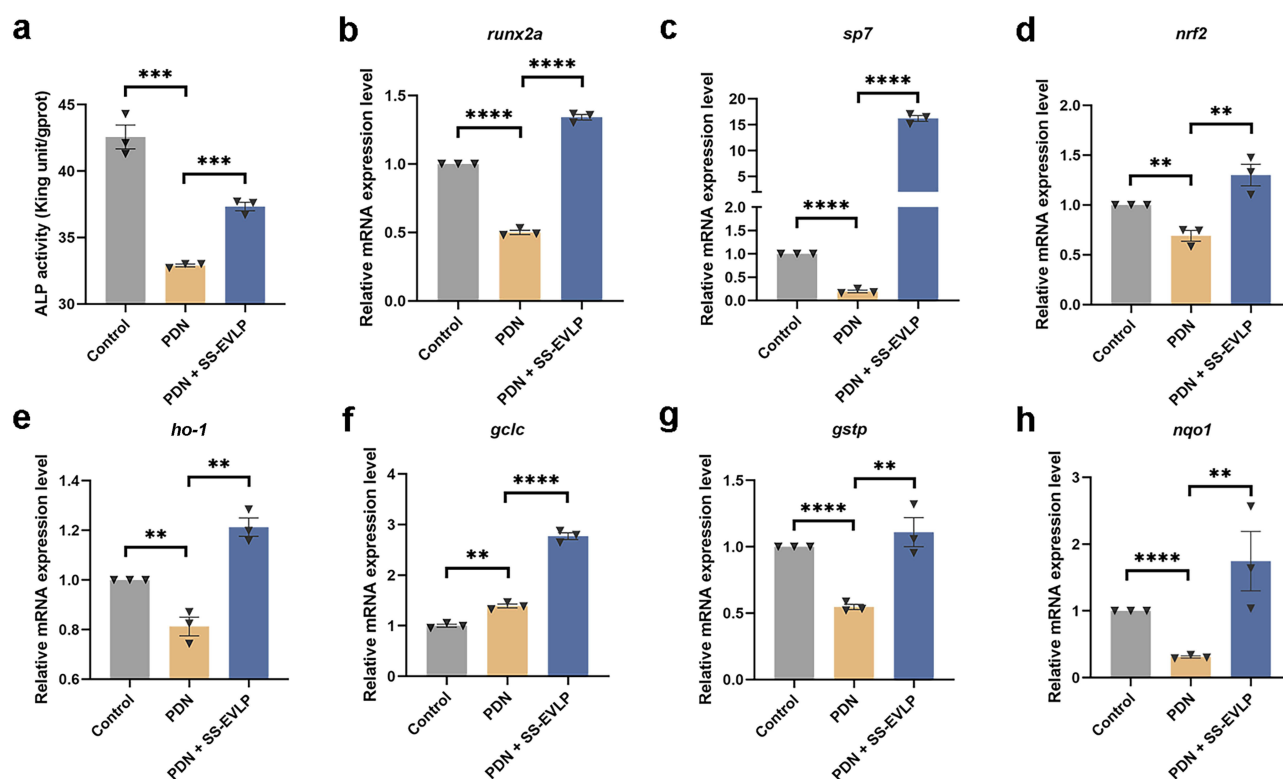 a
ALP activity (King unit/gprot)
45
41
37
33
30
***
***
Control
PDN
PDN + SS-EVLP
b
runx2a
Relative mRNA expression level
1.5
1.0
0.5
0.0
****
****
Control
PDN
PDN + SS-EVLP
c
sp7
Relative mRNA expression level
20
15
10
5
2.0
1.5
1.0
0.5
0.0
****
****
Control
PDN
PDN + SS-EVLP
d
nrf2
Relative mRNA expression level
2.0
1.5
1.0
0.5
0.0
**
**
Control
PDN
PDN + SS-EVLP
e
ho-1
Relative mRNA expression level
1.4
1.2
1.0
0.8
0.6
**
**
Control
PDN
PDN + SS-EVLP
f
gclc
Relative mRNA expression level
4
3
2
1
0
**
****
Control
PDN
PDN + SS-EVLP
g
gstp
Relative mRNA expression level
1.5
1.0
0.5
0.0
****
**
Control
PDN
PDN + SS-EVLP
h
nqo1
Relative mRNA expression level
3
2
1
0
****
**
Control
PDN
PDN + SS-EVLP